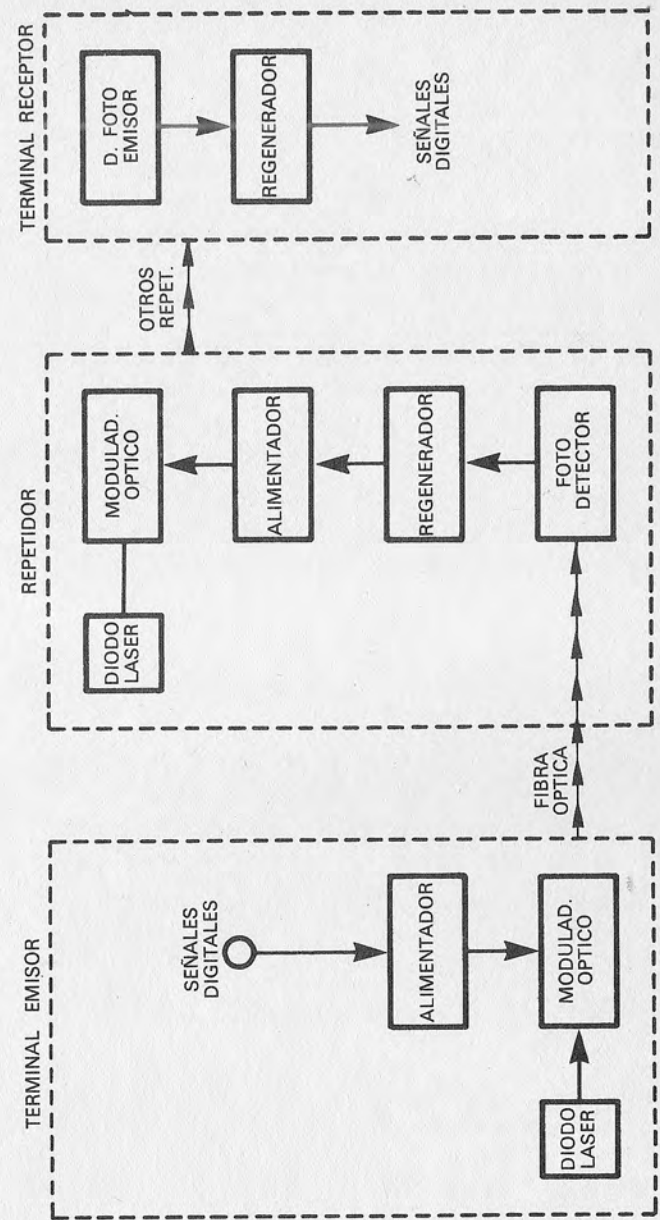 TERMINAL EMISOR
SEÑALES
DIGITALES
ALIMENTADOR
MODULAD.
OPTICO
DIODO
LASER
FIBRA
OPTICA
REPETIDOR
MODULAD.
OPTICO
DIODO
LASER
ALIMENTADOR
REGENERADOR
FOTO
DETECTOR
OTROS
REPET.
TERMINAL RECEPTOR
D. FOTO
EMISOR
REGENERADOR
SEÑALES
DIGITALES